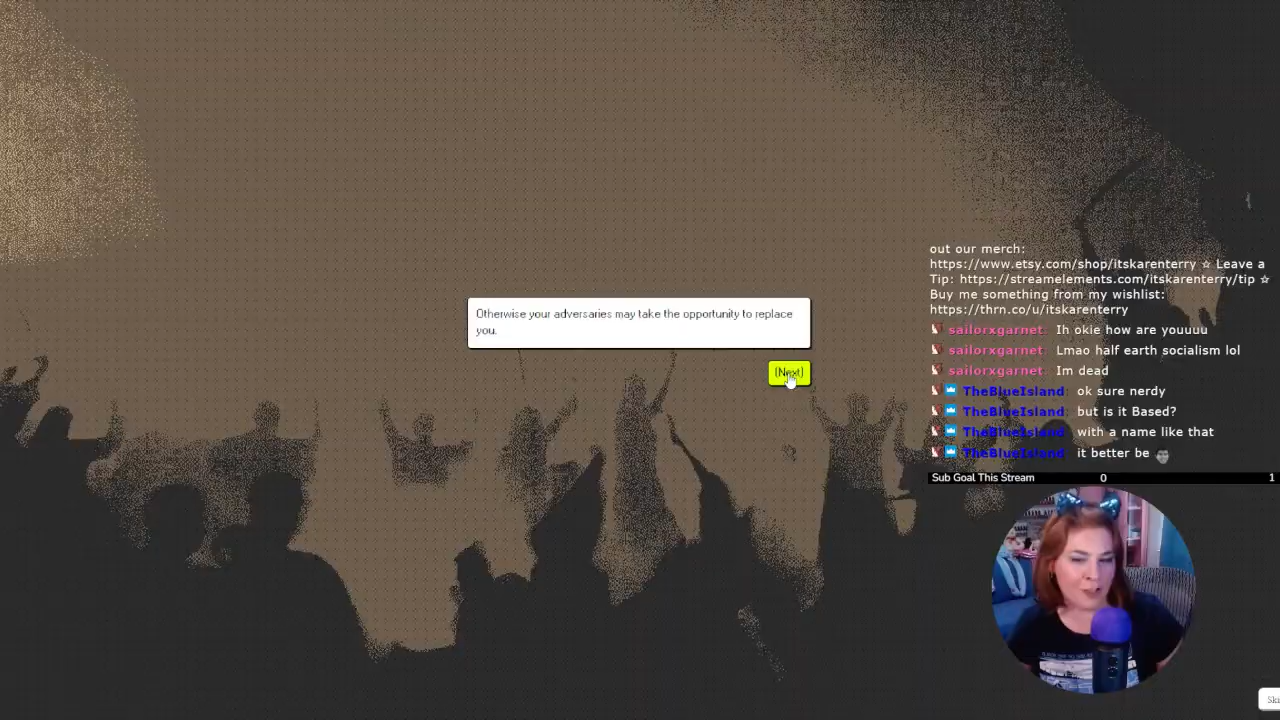 Otherwise your adversaries may take the opportunity to replace
you.
(Next)
out our merch:
https://www.etsy.com/shop/itskarenterry ☆ Leave a
Tip: https://streamelements.com/itskarenterry/tip ☆
Buy me something from my wishlist:
https://thrn.co/u/itskarenterry
sailorxgarnet: Ih okie how are youuuu
sailorxgarnet: Lmao half earth socialism lol
sailorxgarnet: Im dead
TheBlueIsland: ok sure nerdy
TheBlueIsland: but is it Based?
TheBlueIsland: with a name like that
TheBlueIsland: it better be
Sub Goal This Stream 0 1